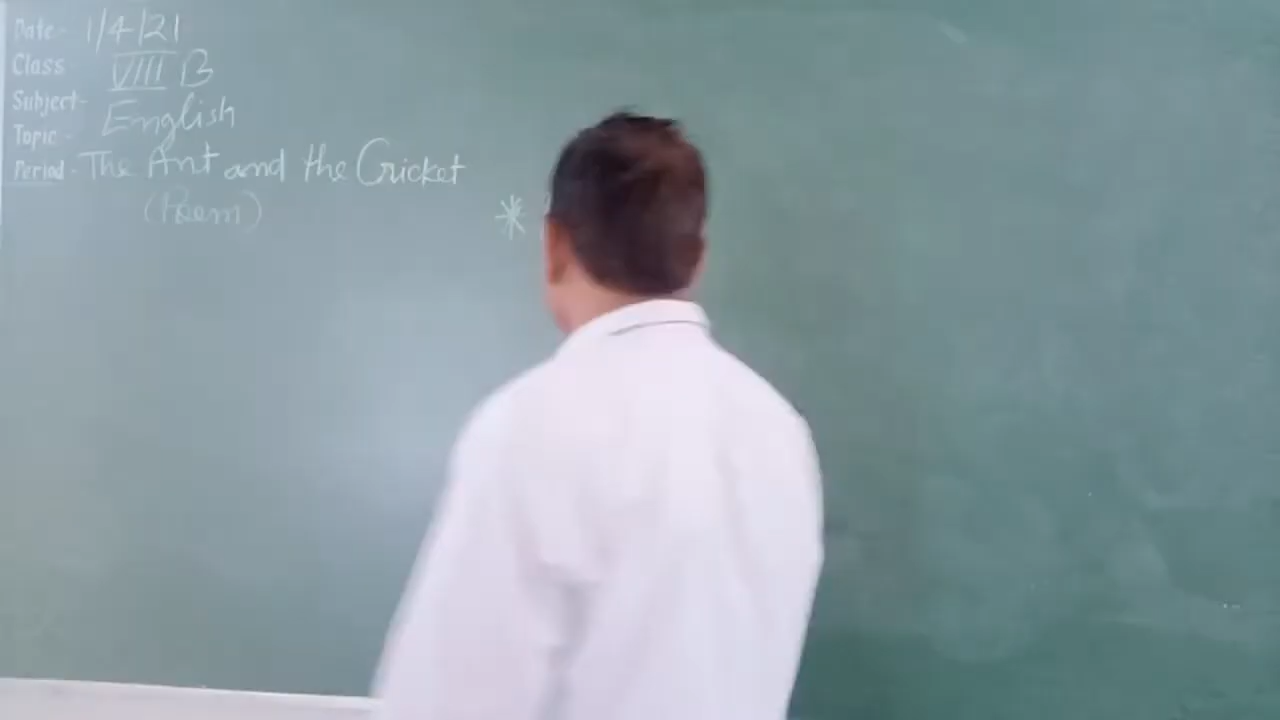 Date - 1/4/21
Class VIII B
Subject - English
Topic -
Period - The Ant and the Cricket
(Poem)
*